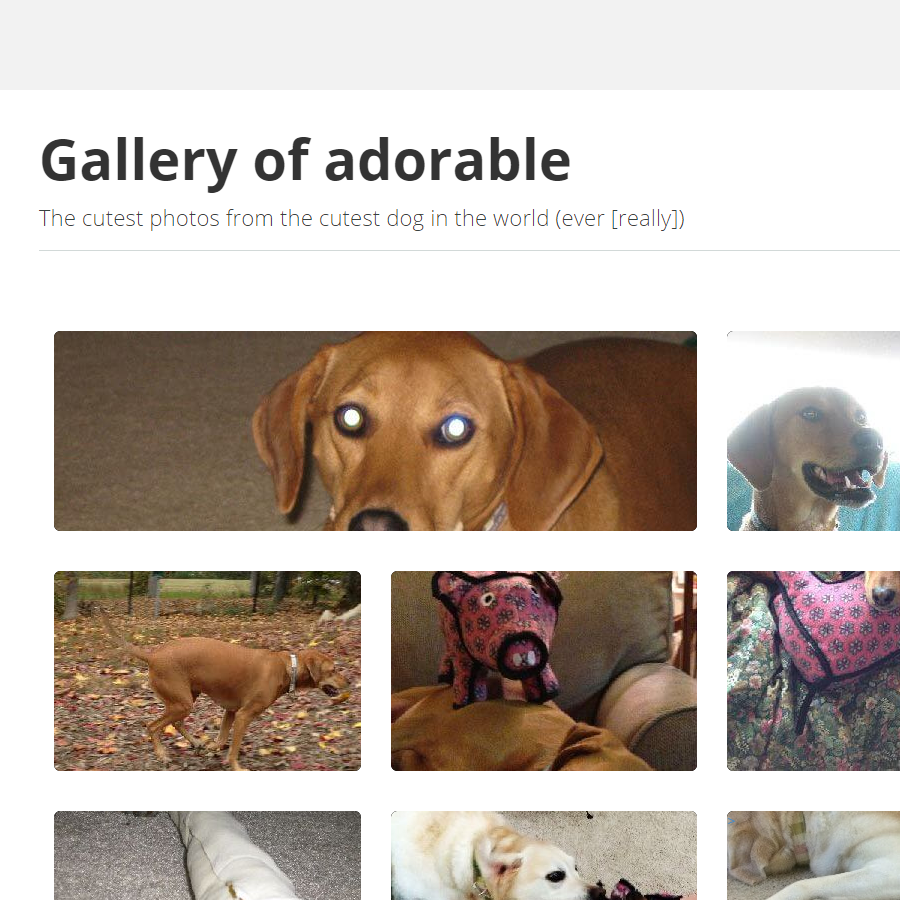 Gallery of adorable
The cutest photos from the cutest dog in the world (ever [really])